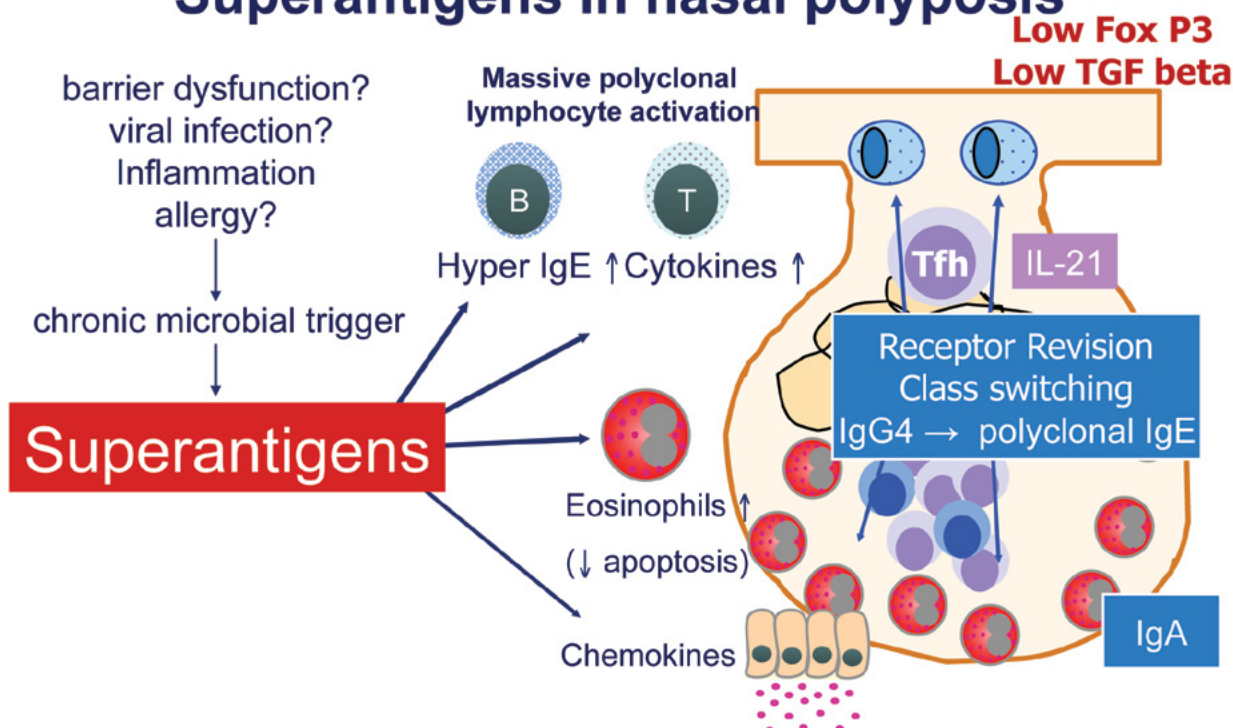 Superantigens in nasal polyposis
Low Fox P3
Low TGF beta
barrier dysfunction?
viral infection?
Inflammation
allergy?
chronic microbial trigger
Superantigens
Massive polyclonal
lymphocyte activation
B
T
Hyper IgE ↑ Cytokines ↑
Eosinophils ↑
(↓ apoptosis)
Chemokines
Tfh
IL-21
Receptor Revision
Class switching
IgG4 → polyclonal IgE
IgA